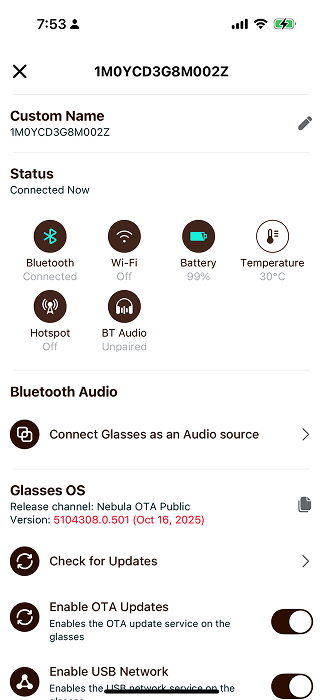 7:53
1M0YCD3G8M002Z
Custom Name
1M0YCD3G8M002Z
Status
Connected Now
Bluetooth
Connected
Wi-Fi
Off
Battery
99%
Temperature
30°C
Hotspot
Off
BT Audio
Unpaired
Bluetooth Audio
Connect Glasses as an Audio source
Glasses OS
Release channel: Nebula OTA Public
Version: 5104308.0.501 (Oct 16, 2025)
Check for Updates
Enable OTA Updates
Enables the OTA update service on the
glasses
Enable USB Network
Enables the USB network service on the
glasses